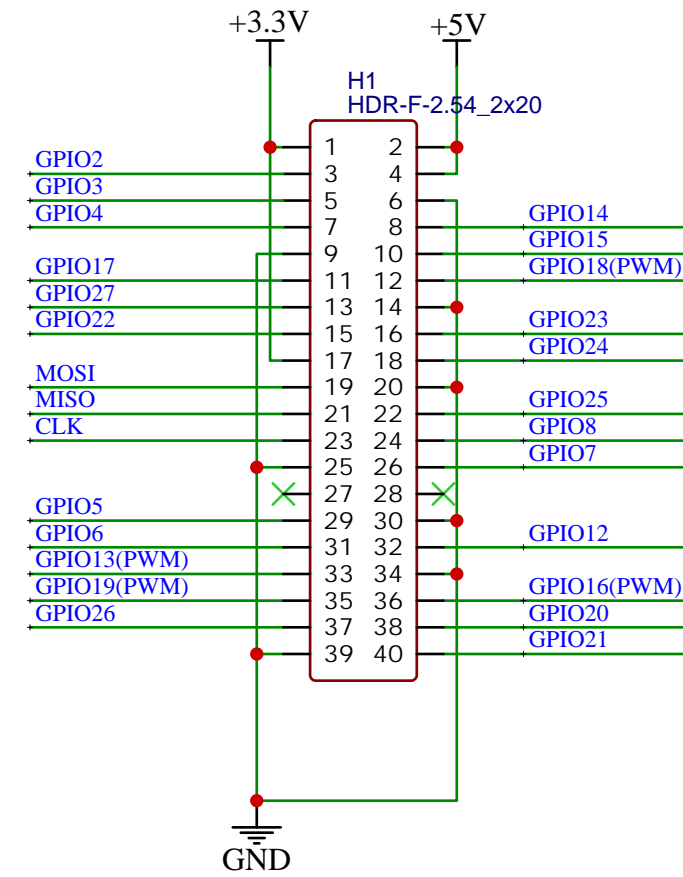 +3.3V +5V
H1
HDR-F-2.54_2x20
1 2
GPIO2 3 4
GPIO3 5 6
GPIO4 7 8 GPIO14
9 10 GPIO15
GPIO17 11 12 GPIO18(PWM)
GPIO27 13 14
GPIO22 15 16 GPIO23
17 18 GPIO24
MOSI 19 20
MISO 21 22 GPIO25
CLK 23 24 GPIO8
25 26 GPIO7
27 28
GPIO5 29 30
GPIO6 31 32 GPIO12
GPIO13(PWM) 33 34
GPIO19(PWM) 35 36 GPIO16(PWM)
GPIO26 37 38 GPIO20
39 40 GPIO21
GND